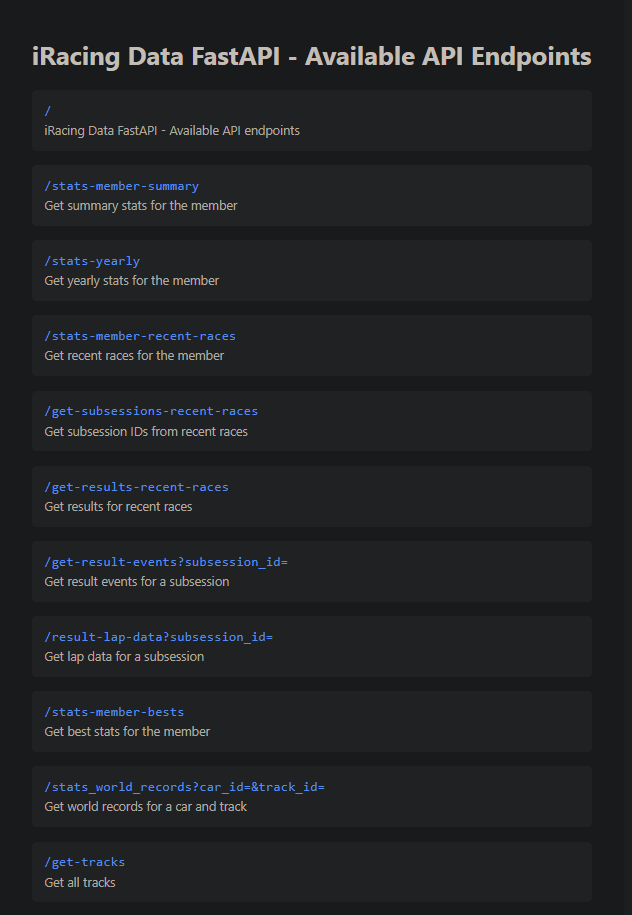 iRacing Data FastAPI - Available API Endpoints
/
iRacing Data FastAPI - Available API endpoints
/stats-member-summary
Get summary stats for the member
/stats-yearly
Get yearly stats for the member
/stats-member-recent-races
Get recent races for the member
/get-subsessions-recent-races
Get subsession IDs from recent races
/get-results-recent-races
Get results for recent races
/get-result-events?subsession_id=
Get result events for a subsession
/result-lap-data?subsession_id=
Get lap data for a subsession
/stats-member-bests
Get best stats for the member
/stats_world_records?car_id=&track_id=
Get world records for a car and track
/get-tracks
Get all tracks